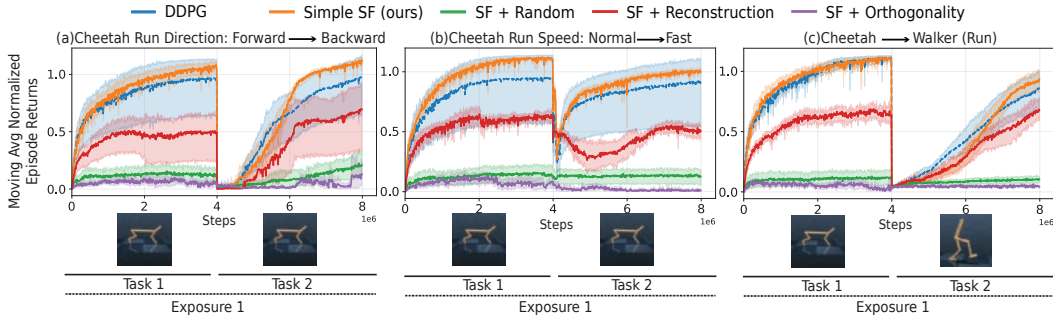 DDPG Simple SF (ours) SF + Random SF + Reconstruction SF + Orthogonality
(a)Cheetah Run Direction: Forward ⟶ Backward
(b)Cheetah Run Speed: Normal ⟶ Fast
(c)Cheetah ⟶ Walker (Run)
Moving Avg Normalized
Episode Returns
1.0
0.5
0.0
0 2 4 6 8
Steps
1e6
1.0
0.5
0.0
0 2 4 6 8
Steps
1e6
1.0
0.5
0.0
0 2 4 6 8
Steps
1e6
Task 1 Task 2
Exposure 1
Task 1 Task 2
Exposure 1
Task 1 Task 2
Exposure 1